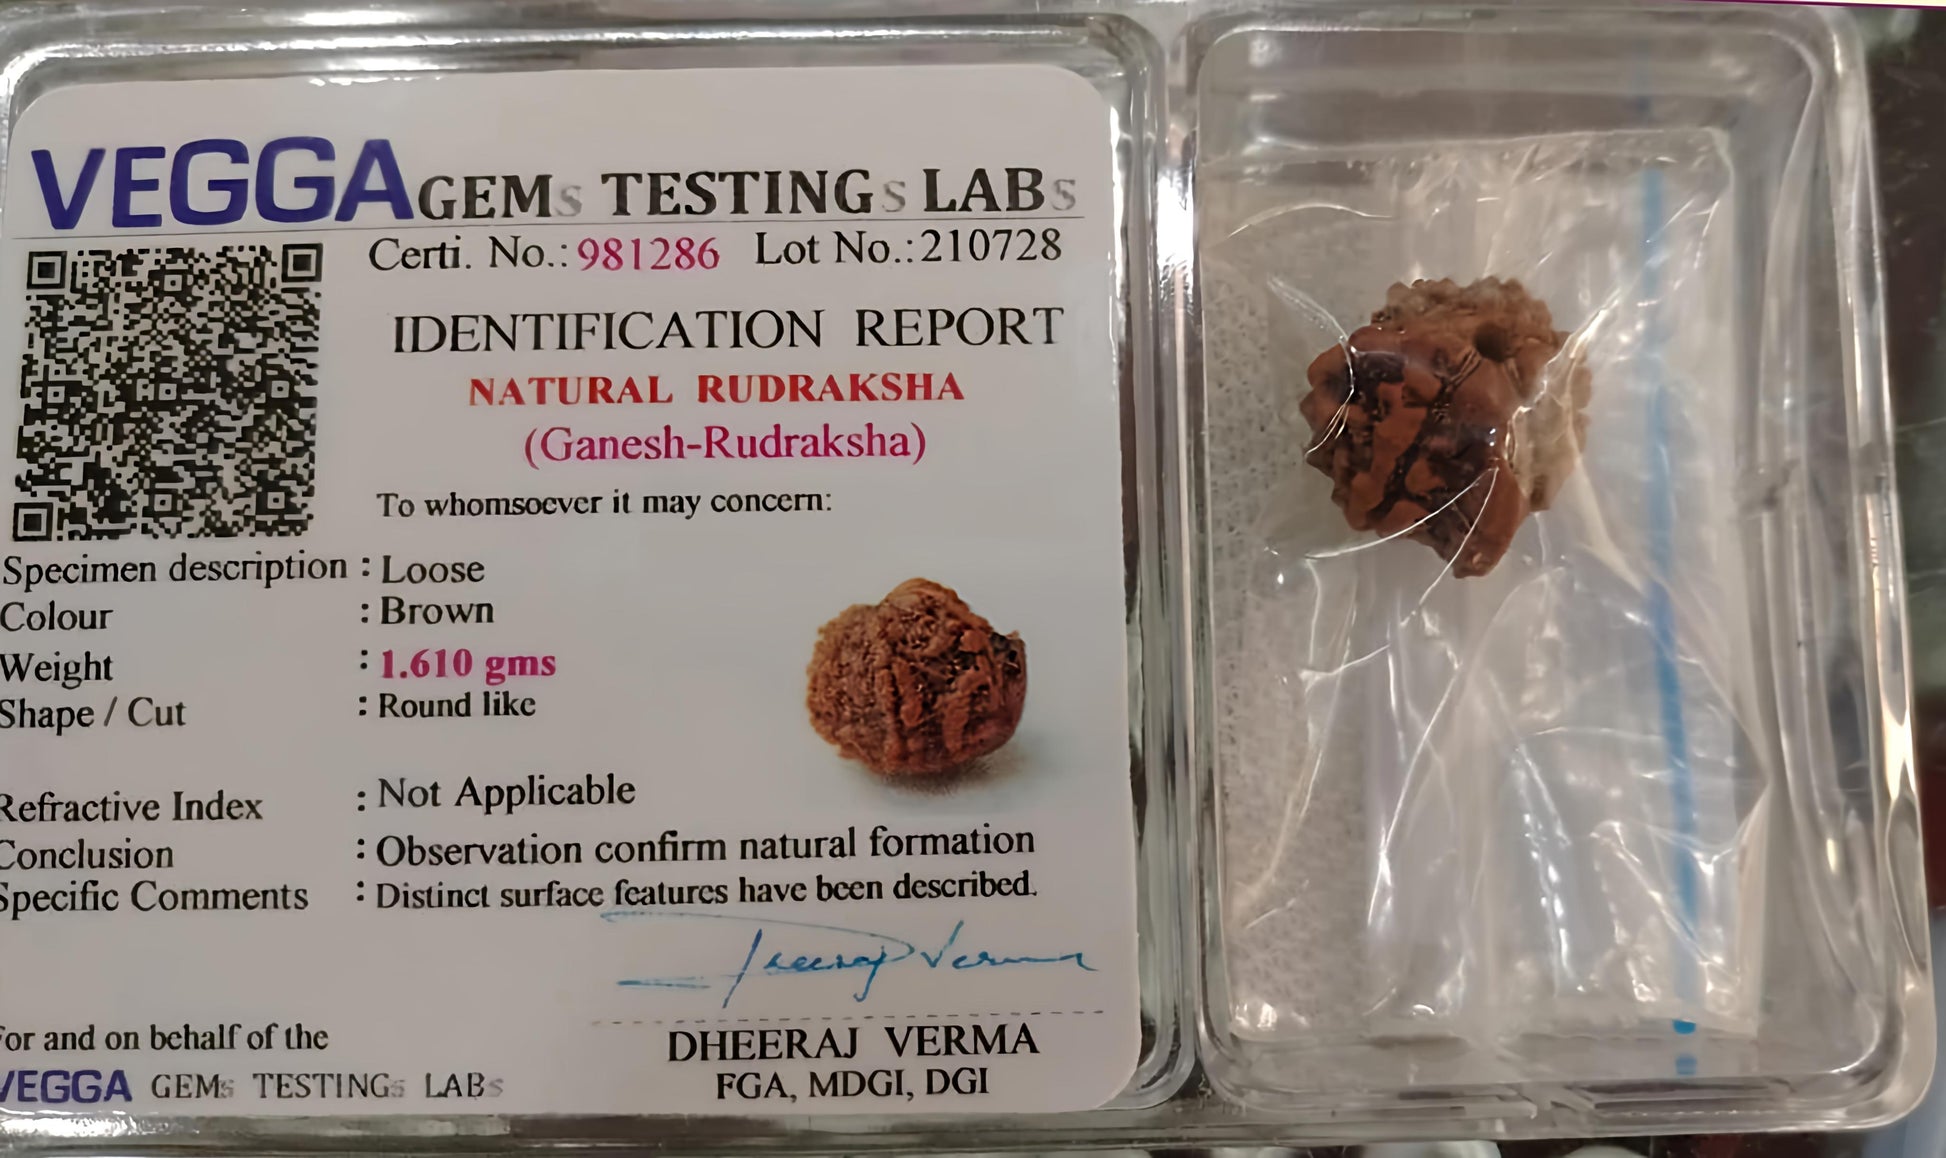 VEGGA GEMs TESTINGs LABs
Certi. No.: 981286 Lot No.: 210728
IDENTIFICATION REPORT
NATURAL RUDRAKSHA
(Ganesh-Rudraksha)
To whomsoever it may concern:
Specimen description : Loose
Colour : Brown
Weight : 1.610 gms
Shape / Cut : Round like
Refractive Index : Not Applicable
Conclusion : Observation confirm natural formation
Specific Comments : Distinct surface features have been described.
Dheeraj Verma
For and on behalf of the
DHEERAJ VERMA
VEGGA GEMs TESTINGs LABs
FGA, MDGI, DGI